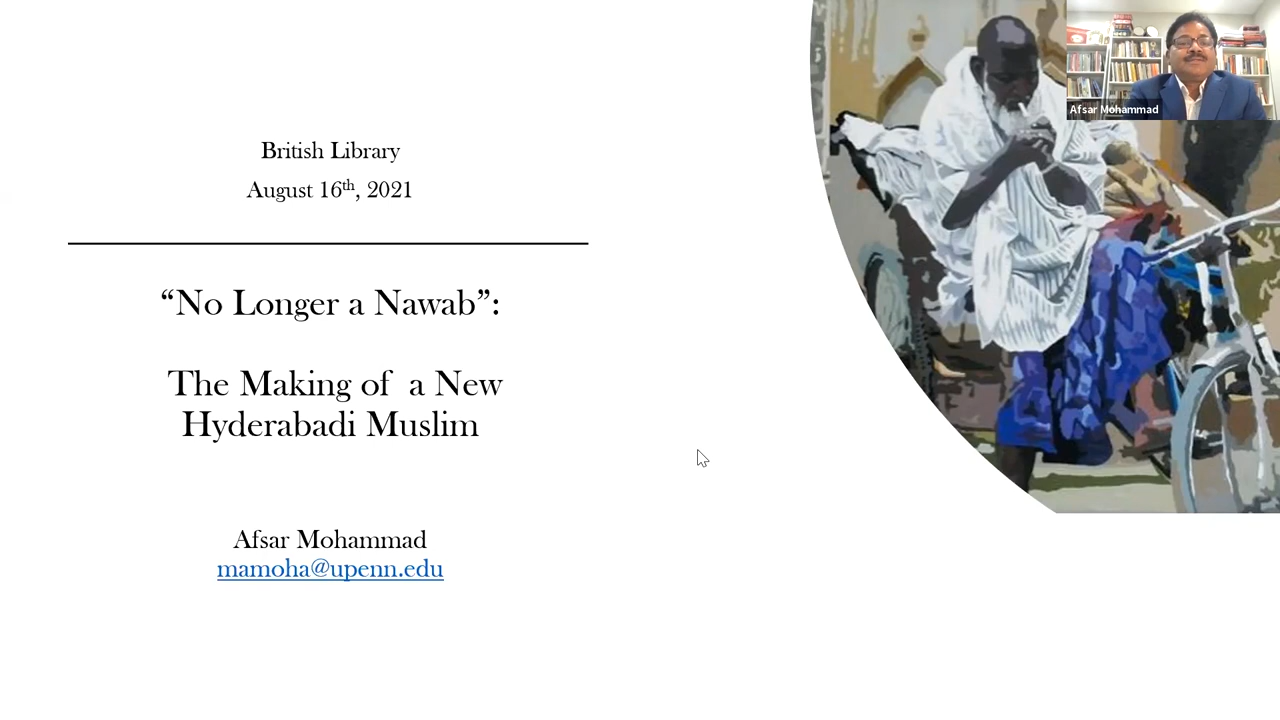 British Library
August 16th, 2021
“No Longer a Nawab”:
The Making of a New
Hyderabadi Muslim
Afsar Mohammad
mamoha@upenn.edu
Afsar Mohammad